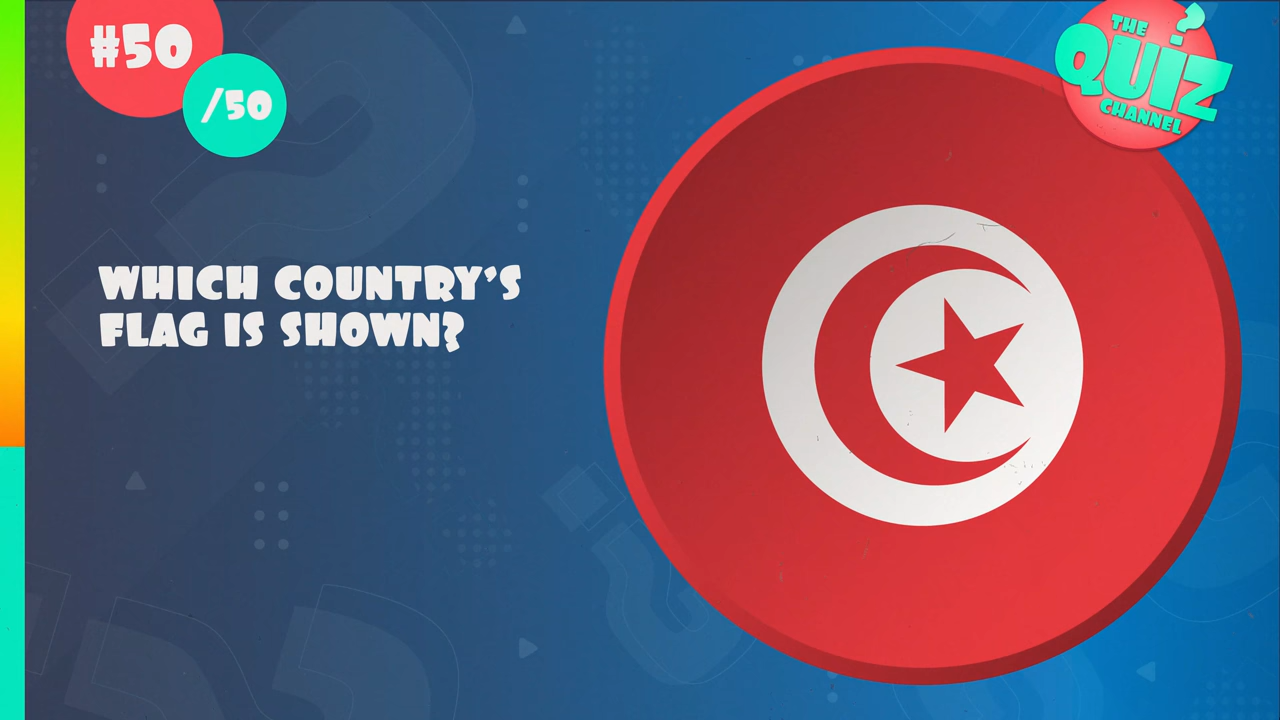 #50
/50
THE
QUIZ
CHANNEL
WHICH COUNTRY'S
FLAG IS SHOWN?